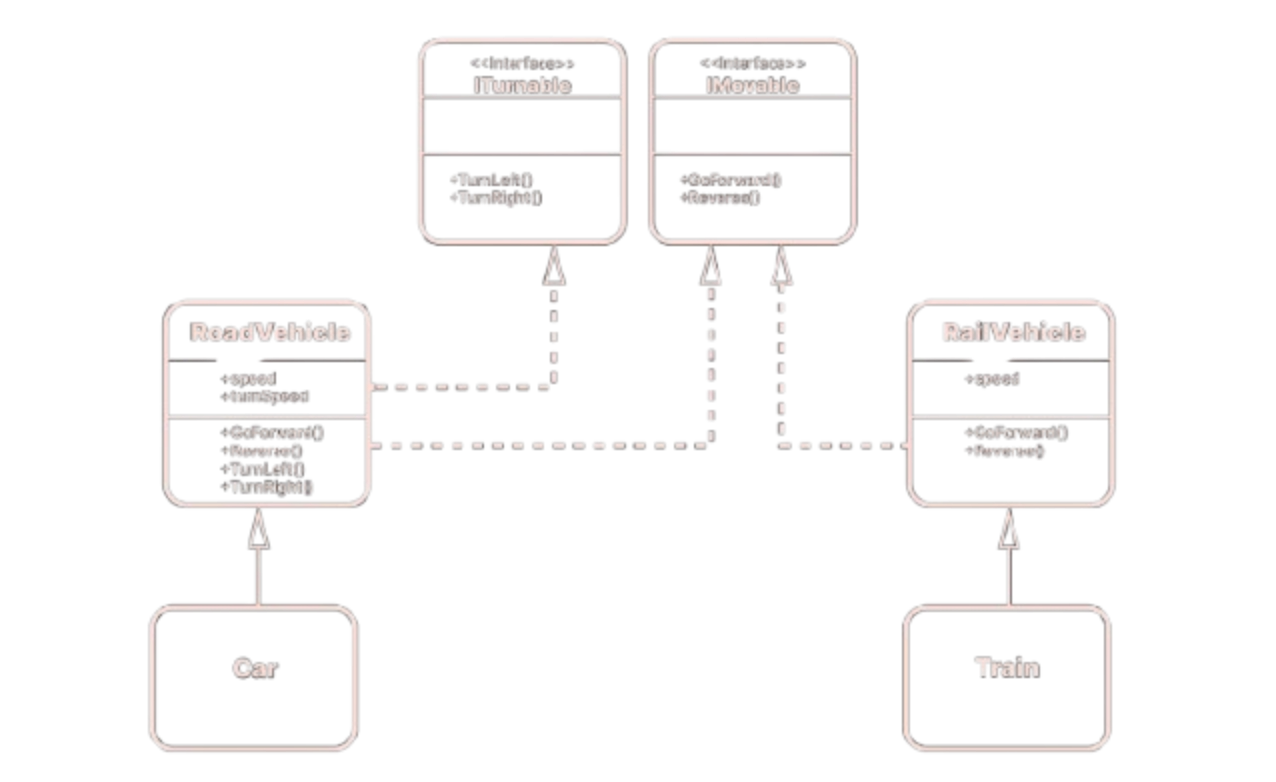 <<Interface>>
ITurnable
+TurnLeft()
+TurnRight()
<<Interface>>
IMovable
+GoForward()
+Reverse()
RoadVehicle
+speed
+turnSpeed
+GoForward()
+Reverse()
+TurnLeft()
+TurnRight()
RailVehicle
+speed
+GoForward()
+Reverse()
Car
Train